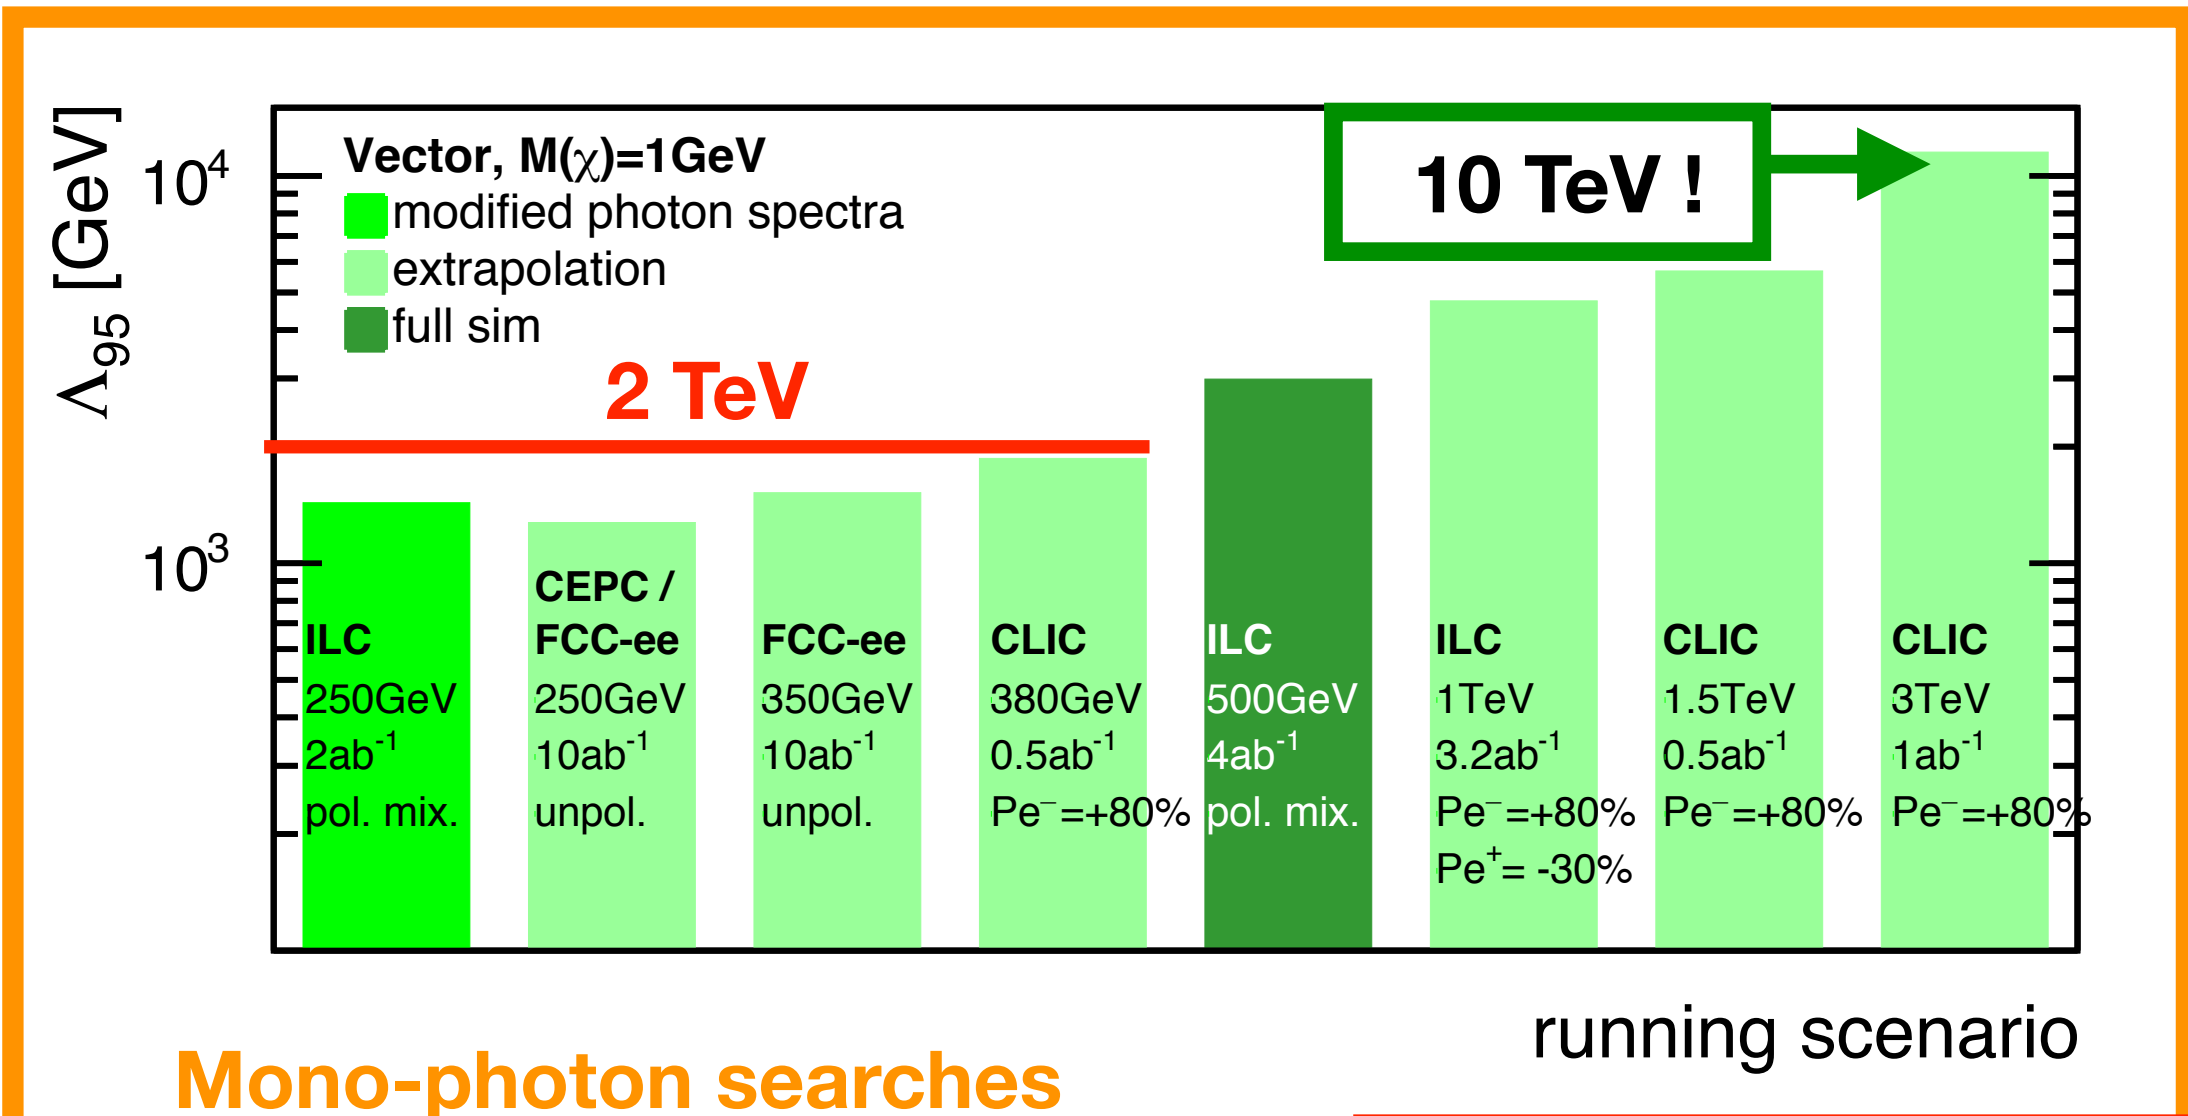 Λ95 [GeV]
10^4
10^3
Vector, M(χ)=1GeV
modified photon spectra
extrapolation
full sim
2 TeV
10 TeV !
ILC
250GeV
2ab^-1
pol. mix.
CEPC /
FCC-ee
250GeV
10ab^-1
unpol.
FCC-ee
350GeV
10ab^-1
unpol.
CLIC
380GeV
0.5ab^-1
Pe^−=+80%
ILC
500GeV
4ab^-1
pol. mix.
ILC
1TeV
3.2ab^-1
Pe^−=+80%
Pe^+= -30%
CLIC
1.5TeV
0.5ab^-1
Pe^−=+80%
CLIC
3TeV
1ab^-1
Pe^−=+80%
running scenario
Mono-photon searches